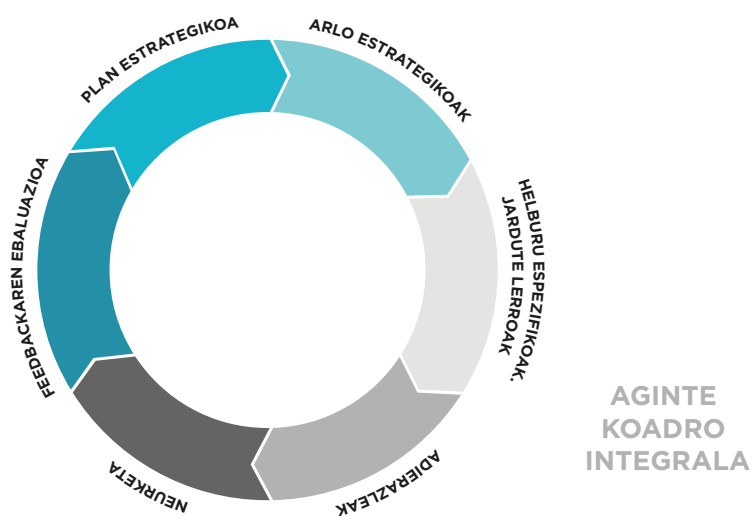 PLAN ESTRATEGIKOA
ARLO ESTRATEGIKOAK
HELBURU ESPEZIFIKOAK.
JARDUTE LERROAK
ADIERAZLEAK
NEURKETA
FEEDBACKAREN EBALUAZIOA
AGINTE
KOADRO
INTEGRALA